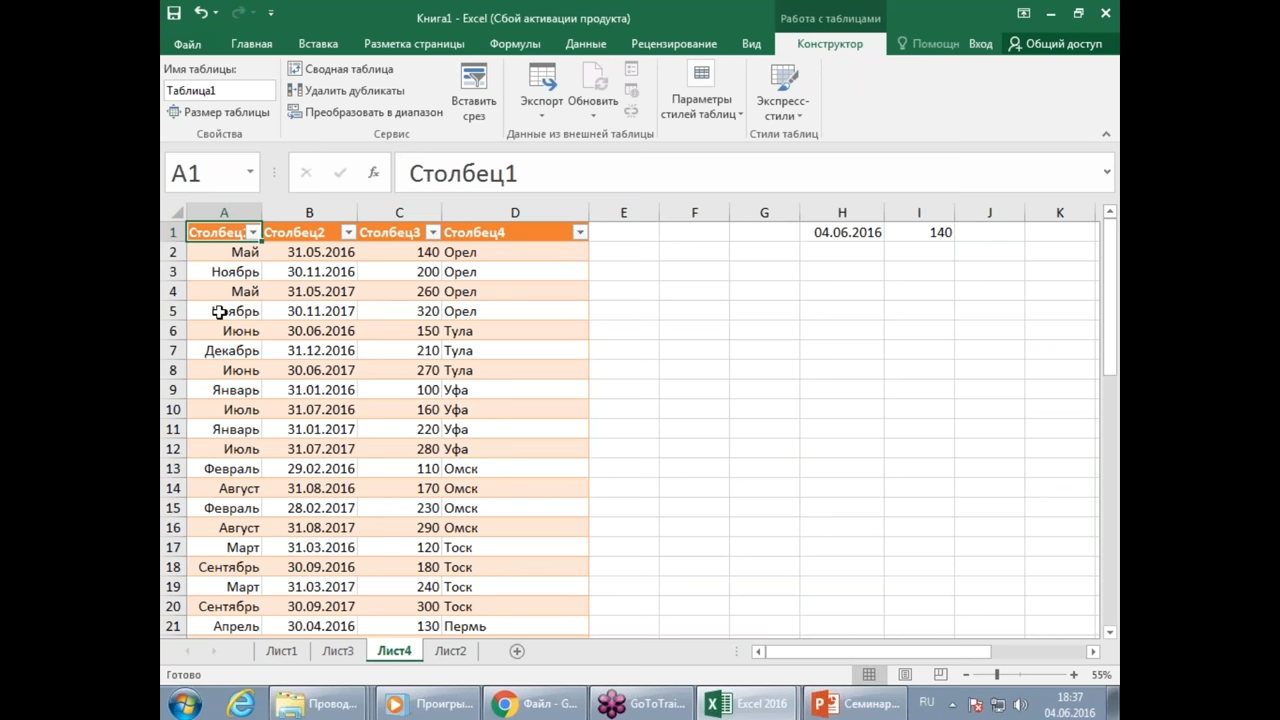 Книга1 - Excel (Сбой активации продукта)
Работа с таблицами
Файл Главная Вставка Разметка страницы Формулы Данные Рецензирование Вид Конструктор Помощн Вход Общий доступ
Имя таблицы:
Таблица1
Размер таблицы
Свойства
Сводная таблица
Удалить дубликаты
Преобразовать в диапазон
Сервис
Вставить
срез
Экспорт
Обновить
Данные из внешней таблицы
Параметры
стилей таблиц
Экспресс-
стили
Стили таблиц
A1 fx Столбец1
A B C D E F G H I J K
1 Столбец1 Столбец2 Столбец3 Столбец4 04.06.2016 140
2 Май 31.05.2016 140 Орел
3 Ноябрь 30.11.2016 200 Орел
4 Май 31.05.2017 260 Орел
5 Ноябрь 30.11.2017 320 Орел
6 Июнь 30.06.2016 150 Тула
7 Декабрь 31.12.2016 210 Тула
8 Июнь 30.06.2017 270 Тула
9 Январь 31.01.2016 100 Уфа
10 Июль 31.07.2016 160 Уфа
11 Январь 31.01.2017 220 Уфа
12 Июль 31.07.2017 280 Уфа
13 Февраль 29.02.2016 110 Омск
14 Август 31.08.2016 170 Омск
15 Февраль 28.02.2017 230 Омск
16 Август 31.08.2017 290 Омск
17 Март 31.03.2016 120 Тоск
18 Сентябрь 30.09.2016 180 Тоск
19 Март 31.03.2017 240 Тоск
20 Сентябрь 30.09.2017 300 Тоск
21 Апрель 30.04.2016 130 Пермь
Лист1 Лист3 Лист4 Лист2
Готово 55%
Провод... Проигры... Файл - G... GoToTrai... Excel 2016 Семинар... RU 18:37
04.06.2016